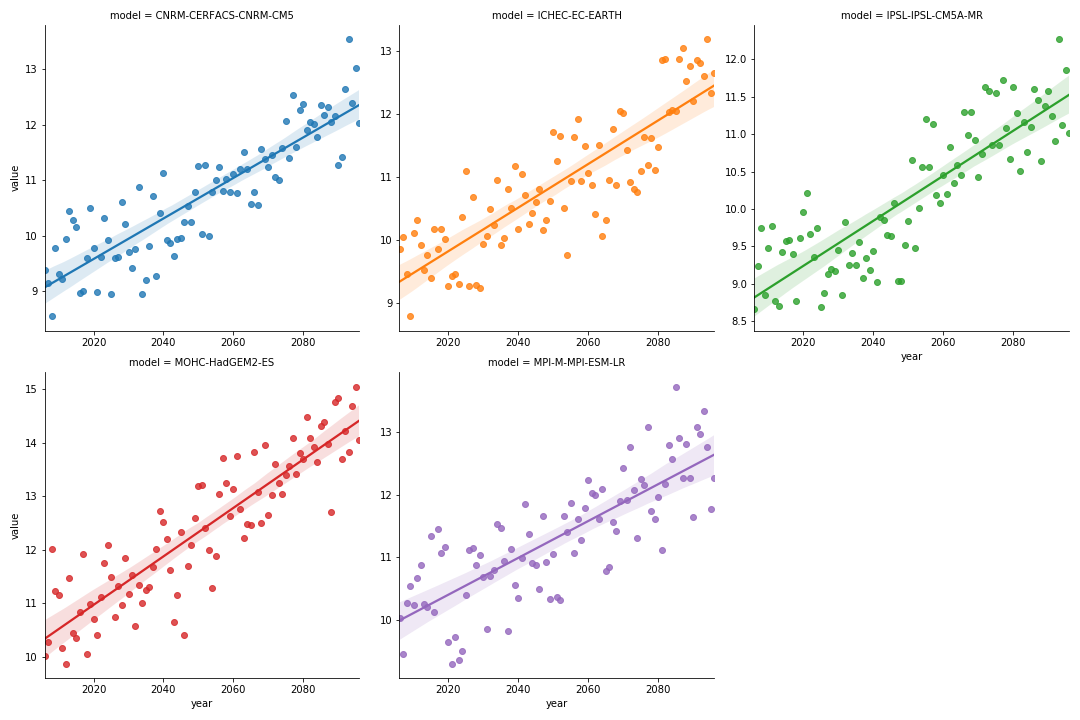 model = CNRM-CERFACS-CNRM-CM5
model = ICHEC-EC-EARTH
model = IPSL-IPSL-CM5A-MR
value
13
12
11
10
9
2020 2040 2060 2080
13
12
11
10
9
2020 2040 2060 2080
12.0
11.5
11.0
10.5
10.0
9.5
9.0
8.5
2020 2040 2060 2080
year
model = MOHC-HadGEM2-ES
model = MPI-M-MPI-ESM-LR
value
15
14
13
12
11
10
2020 2040 2060 2080
year
13
12
11
10
2020 2040 2060 2080
year